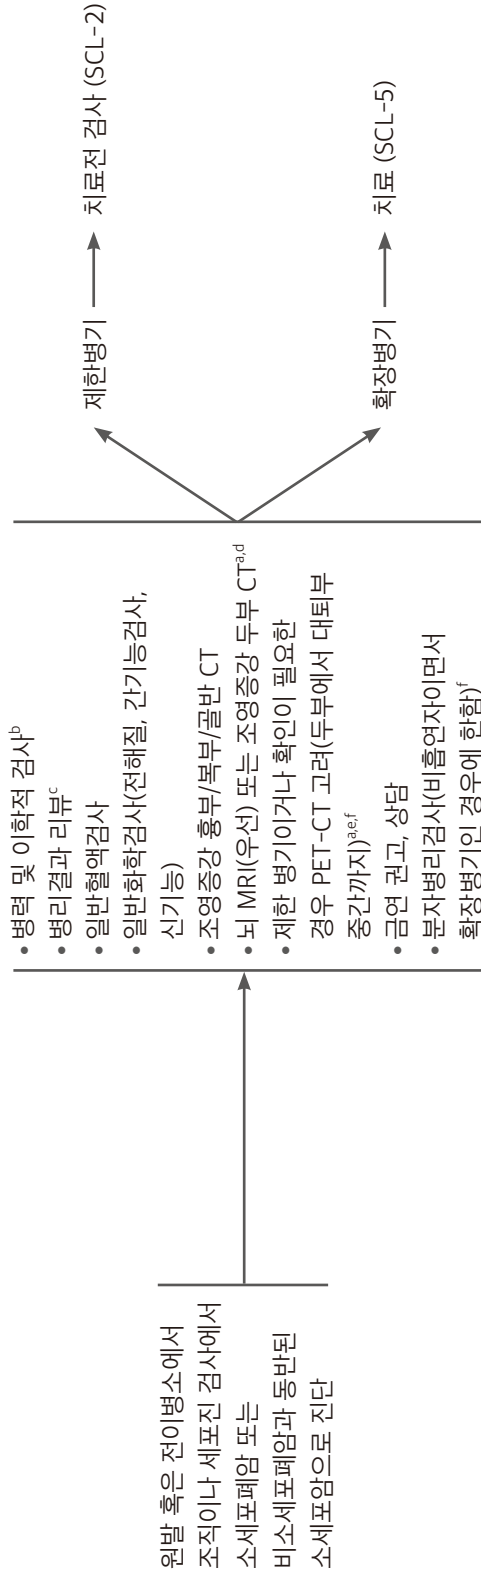 원발 혹은 전이병소에서
조직이나 세포진 검사에서
소세포폐암 또는
비소세포폐암과 동반된
소세포암으로 진단
• 병력 및 이학적 검사b
• 병리결과 리뷰c
• 일반혈액검사
• 일반화학검사(전해질, 간기능검사,
신기능)
• 조영증강 흉부/복부/골반 CT
• 뇌 MRI(우선) 또는 조영증강 두부 CTa,d
• 제한 병기이거나 확인이 필요한
경우 PET-CT 고려(두부에서 대퇴부
중간까지)a,e,f
• 금연 권고, 상담
• 분자병리검사(비흡연자이면서
확장병기인 경우에 한함)f
제한병기
치료전 검사 (SCL-2)
확장병기
치료 (SCL-5)